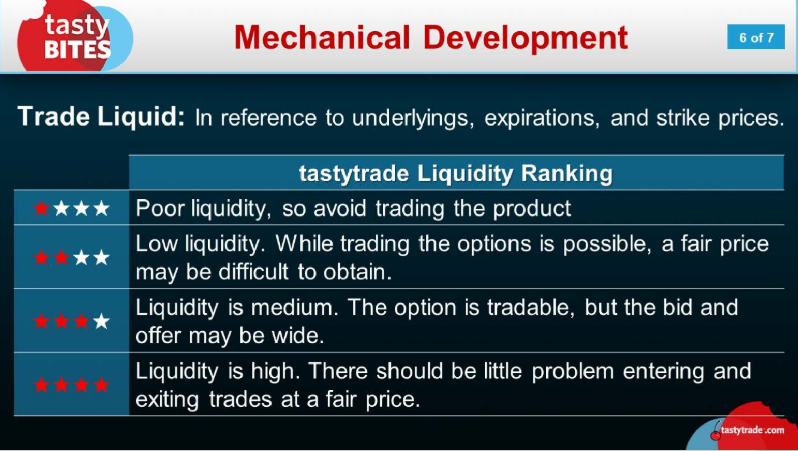 tasty
BITES
Mechanical Development
6 of 7
Trade Liquid: In reference to underlyings, expirations, and strike prices.
tastytrade Liquidity Ranking
Poor liquidity, so avoid trading the product
Low liquidity. While trading the options is possible, a fair price
may be difficult to obtain.
Liquidity is medium. The option is tradable, but the bid and
offer may be wide.
Liquidity is high. There should be little problem entering and
exiting trades at a fair price.
tastytrade.com